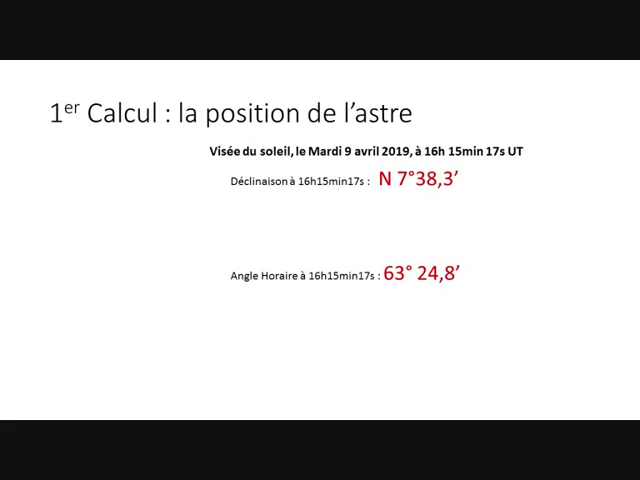 1er Calcul : la position de l’astre
Visée du soleil, le Mardi 9 avril 2019, à 16h 15min 17s UT
Déclinaison à 16h15min17s : N 7°38,3’
Angle Horaire à 16h15min17s : 63° 24,8’